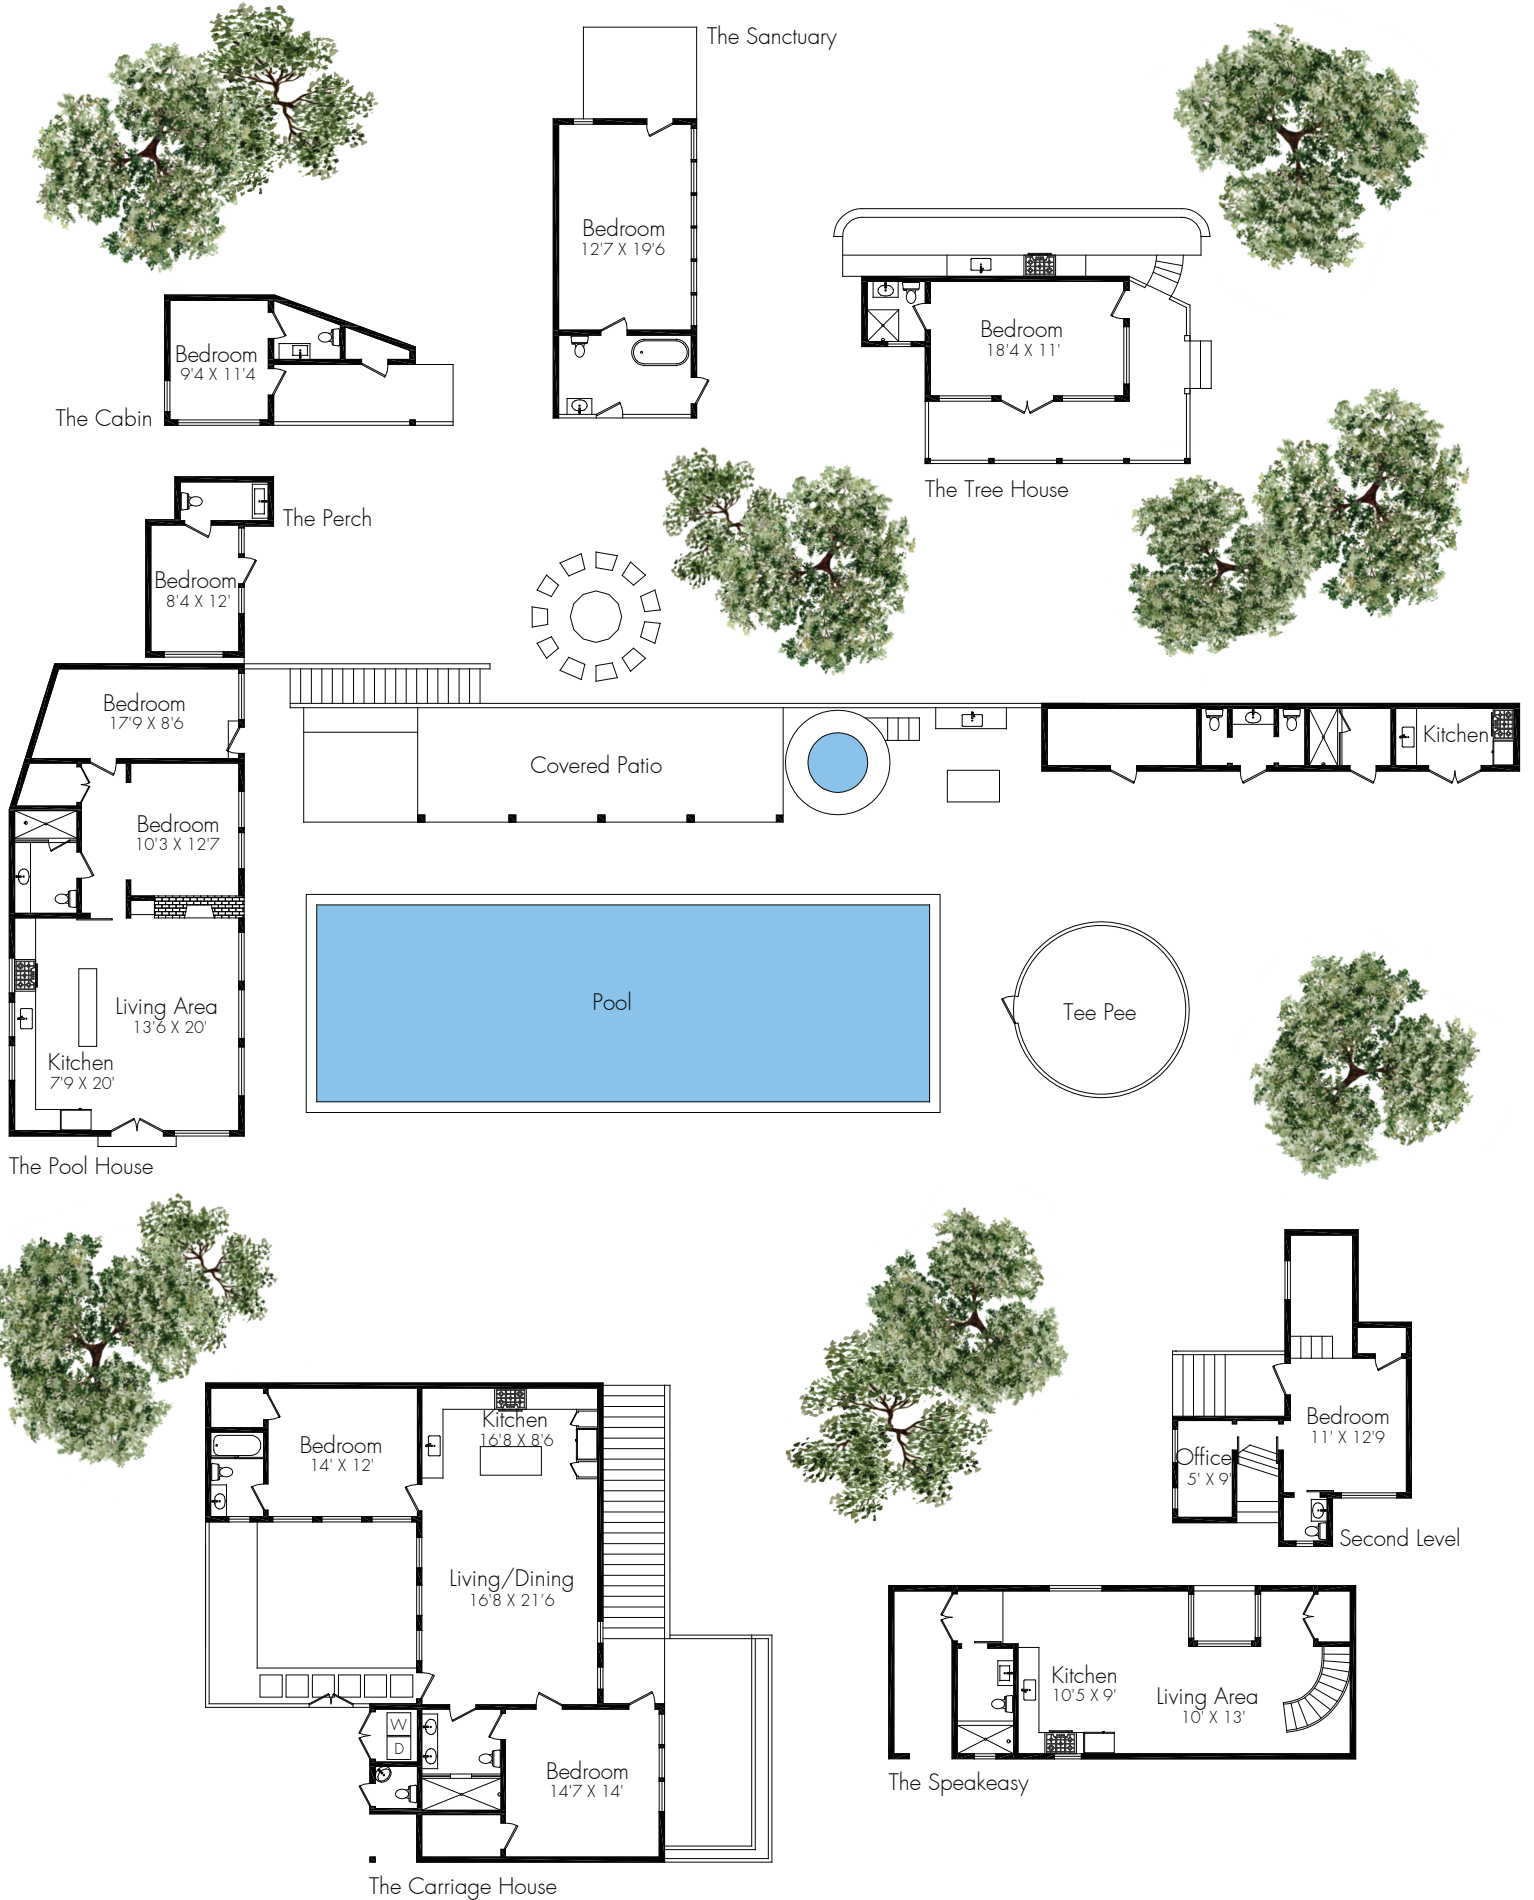 The Sanctuary
Bedroom
12'7 X 19'6
Bedroom
18'4 X 11'
The Tree House
Bedroom
9'4 X 11'4
The Cabin
The Perch
Bedroom
8'4 X 12'
Bedroom
17'9 X 8'6
Covered Patio
Kitchen
Bedroom
10'3 X 12'7
Living Area
13'6 X 20'
Kitchen
7'9 X 20'
The Pool House
Pool
Tee Pee
Kitchen
16'8 X 8'6
Bedroom
14' X 12'
Living/Dining
16'8 X 21'6
W
D
Bedroom
14'7 X 14'
The Carriage House
Bedroom
11' X 12'9
Office
5' X 9'
Second Level
Kitchen
10'5 X 9'
Living Area
10' X 13'
The Speakeasy